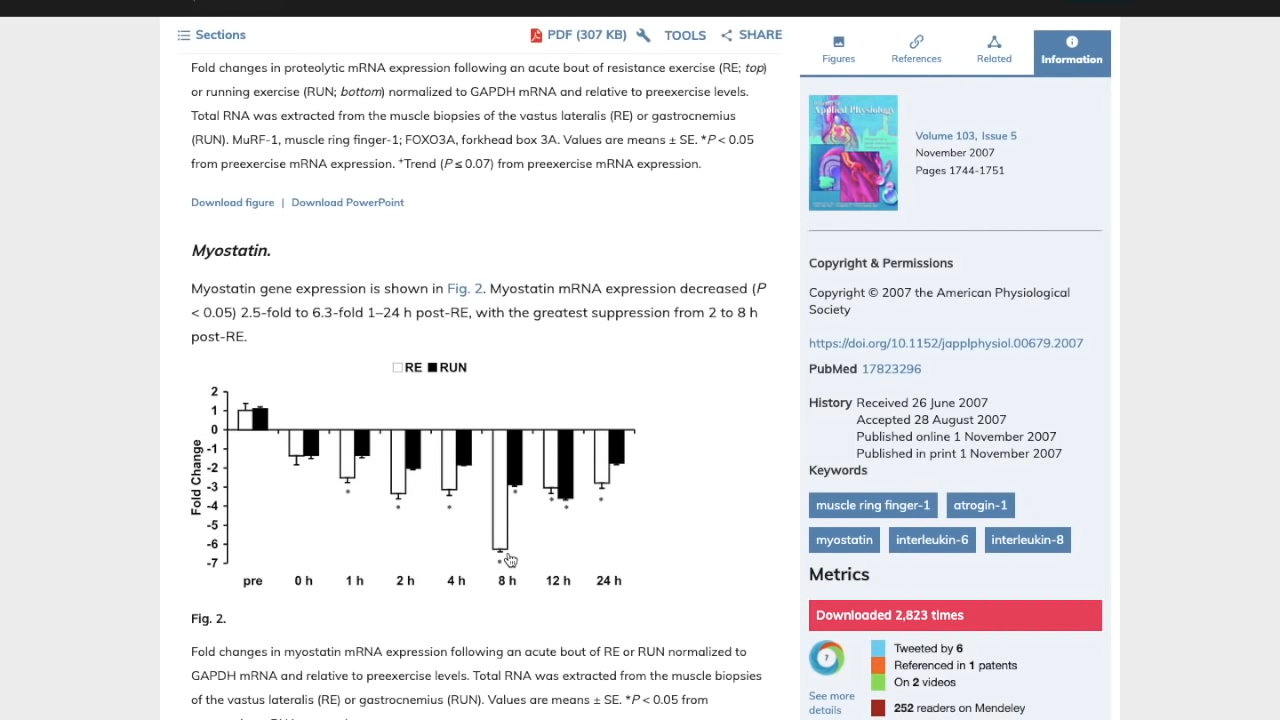 Sections
PDF (307 KB)
TOOLS
SHARE
Fold changes in proteolytic mRNA expression following an acute bout of resistance exercise (RE; top)
or running exercise (RUN; bottom) normalized to GAPDH mRNA and relative to preexercise levels.
Total RNA was extracted from the muscle biopsies of the vastus lateralis (RE) or gastrocnemius
(RUN). MuRF-1, muscle ring finger-1; FOXO3A, forkhead box 3A. Values are means ± SE. *P < 0.05
from preexercise mRNA expression. +Trend (P ≤ 0.07) from preexercise mRNA expression.
Download figure | Download PowerPoint
Myostatin.
Myostatin gene expression is shown in Fig. 2. Myostatin mRNA expression decreased (P
< 0.05) 2.5-fold to 6.3-fold 1–24 h post-RE, with the greatest suppression from 2 to 8 h
post-RE.
RE RUN
Fold Change
2
1
0
-1
-2
-3
-4
-5
-6
-7
* * * * * * * *
pre 0 h 1 h 2 h 4 h 8 h 12 h 24 h
Fig. 2.
Fold changes in myostatin mRNA expression following an acute bout of RE or RUN normalized to
GAPDH mRNA and relative to preexercise levels. Total RNA was extracted from the muscle biopsies
of the vastus lateralis (RE) or gastrocnemius (RUN). Values are means ± SE. *P < 0.05 from
Figures
References
Related
Information
Applied Physiology
Volume 103, Issue 5
November 2007
Pages 1744-1751
Copyright & Permissions
Copyright © 2007 the American Physiological
Society
https://doi.org/10.1152/japplphysiol.00679.2007
PubMed 17823296
History Received 26 June 2007
Accepted 28 August 2007
Published online 1 November 2007
Published in print 1 November 2007
Keywords
muscle ring finger-1
atrogin-1
myostatin
interleukin-6
interleukin-8
Metrics
Downloaded 2,823 times
7
See more
details
Tweeted by 6
Referenced in 1 patents
On 2 videos
252 readers on Mendeley